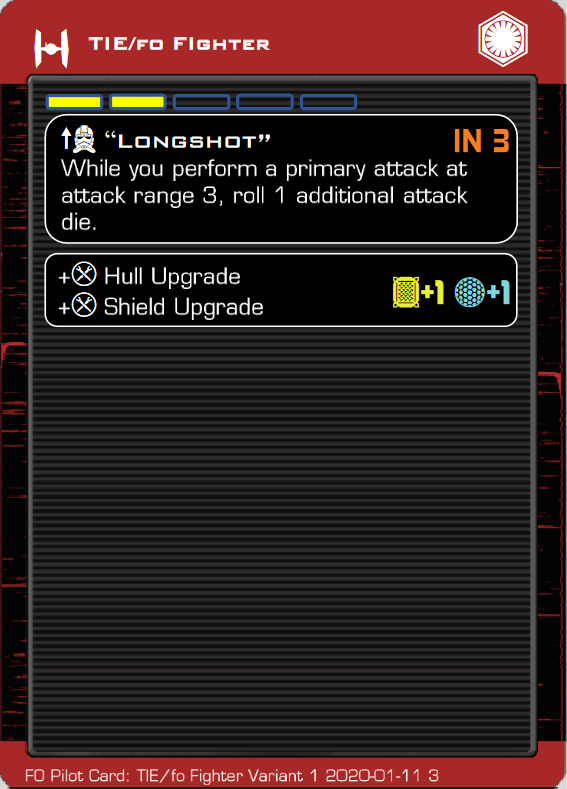 TIE/fo Fighter
“Longshot” IN 3
While you perform a primary attack at
attack range 3, roll 1 additional attack
die.
+ Hull Upgrade
+ Shield Upgrade
+1 +1
FO Pilot Card: TIE/fo Fighter Variant 1 2020-01-11 3